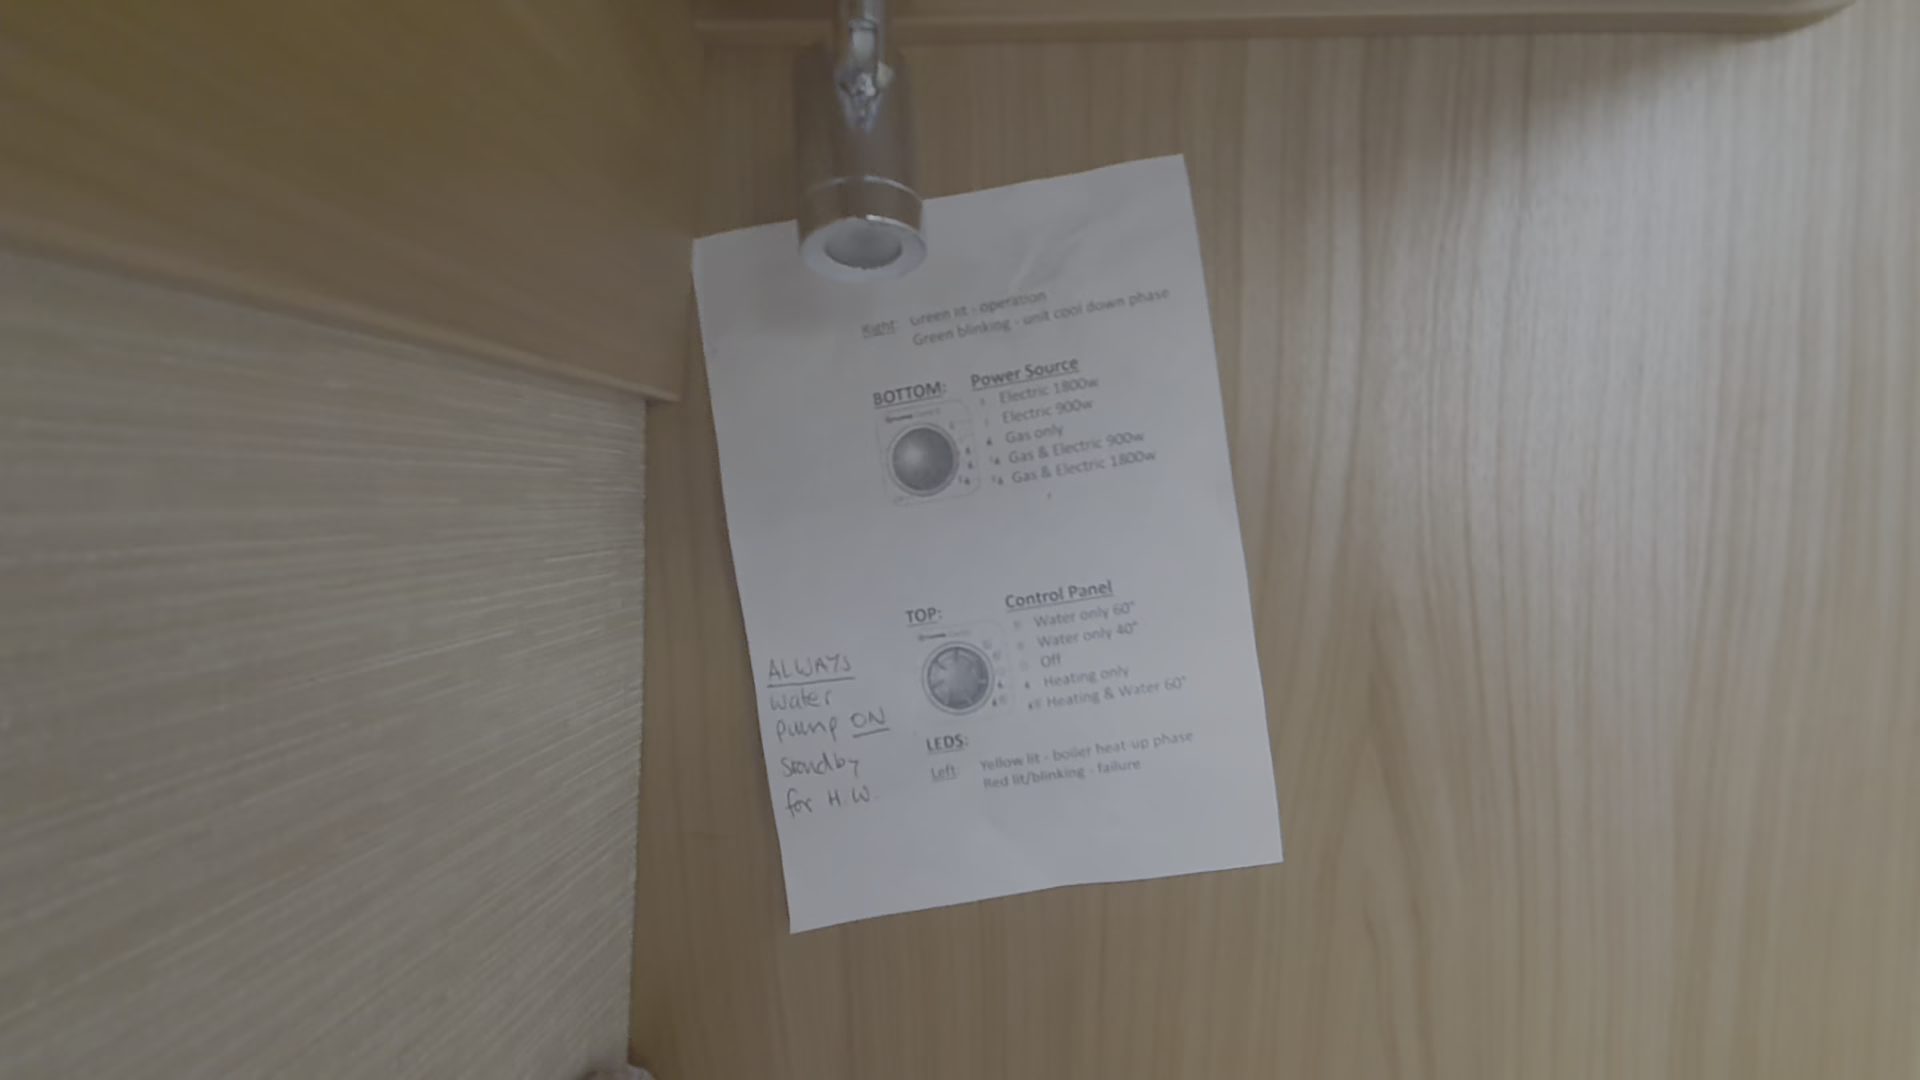 Right: Green lit - operation
Green blinking - unit cool down phase
BOTTOM: Power Source
Electric 1800w
Electric 900w
Gas only
Gas & Electric 900w
Gas & Electric 1800w
TOP: Control Panel
Water only 60°
Water only 40°
Off
Heating only
Heating & Water 60°
LEDS:
Left: Yellow lit - boiler heat-up phase
Red lit/blinking - failure
ALWAYS
water
pump ON
standby
for H.W.